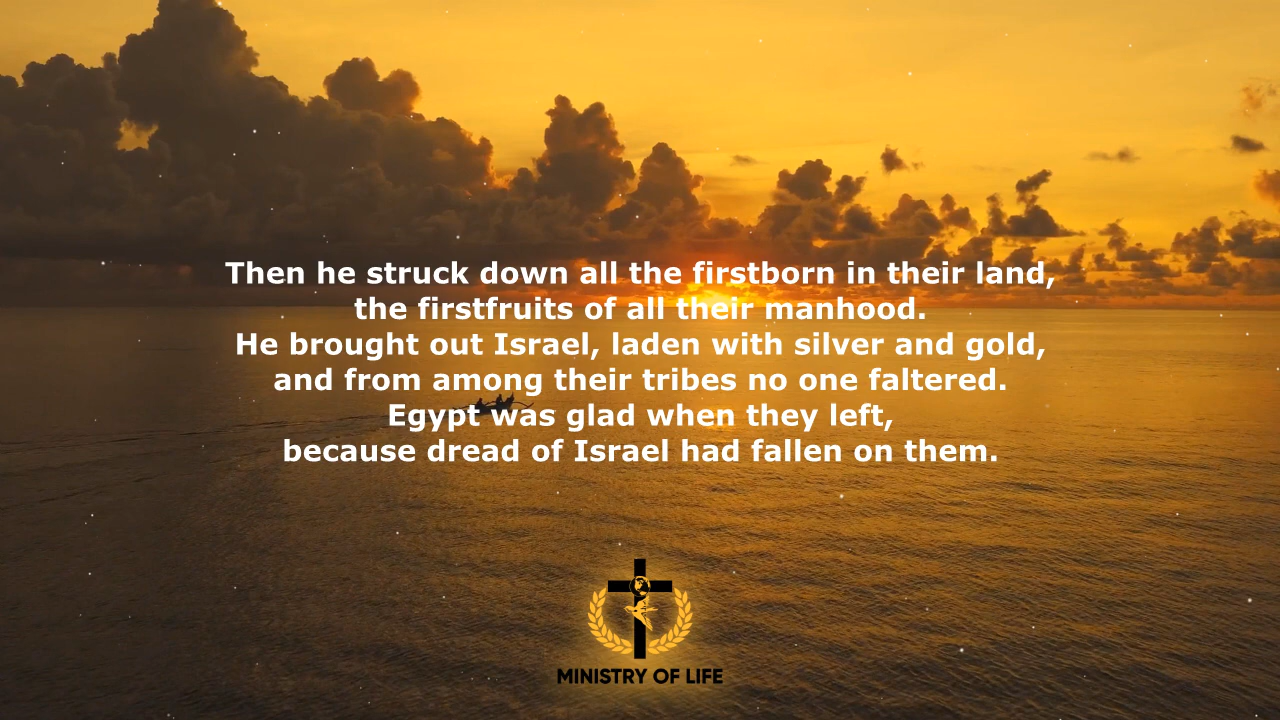 Then he struck down all the firstborn in their land,
the firstfruits of all their manhood.
He brought out Israel, laden with silver and gold,
and from among their tribes no one faltered.
Egypt was glad when they left,
because dread of Israel had fallen on them.
MINISTRY OF LIFE